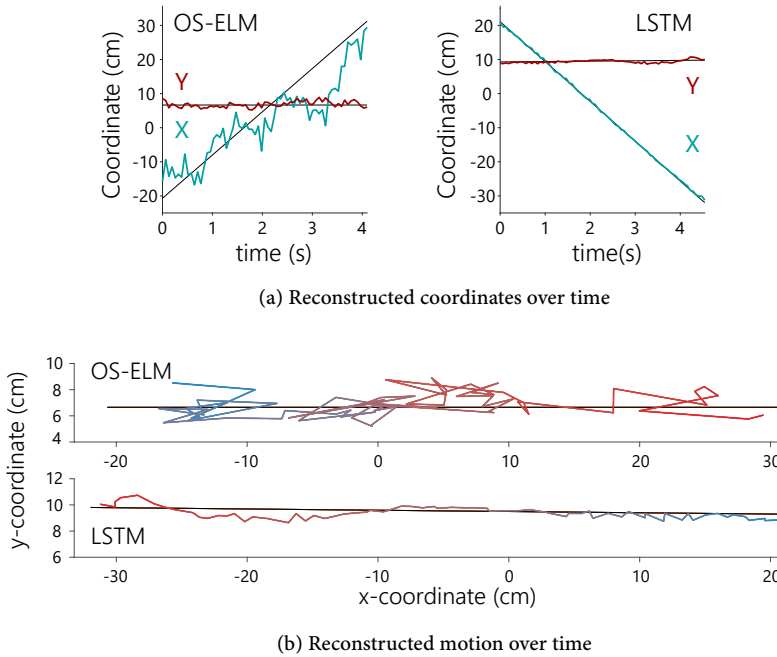 OS-ELM
LSTM
Coordinate (cm)
30
20
10
0
-10
-20
Y
X
0
1
2
3
4
time (s)
Coordinate (cm)
20
10
0
-10
-20
-30
Y
X
0
1
2
3
4
time(s)
(a) Reconstructed coordinates over time
y-coordinate (cm)
10
8
6
4
OS-ELM
-20
-10
0
10
20
30
12
10
8
6
LSTM
-30
-20
-10
0
10
20
x-coordinate (cm)
(b) Reconstructed motion over time